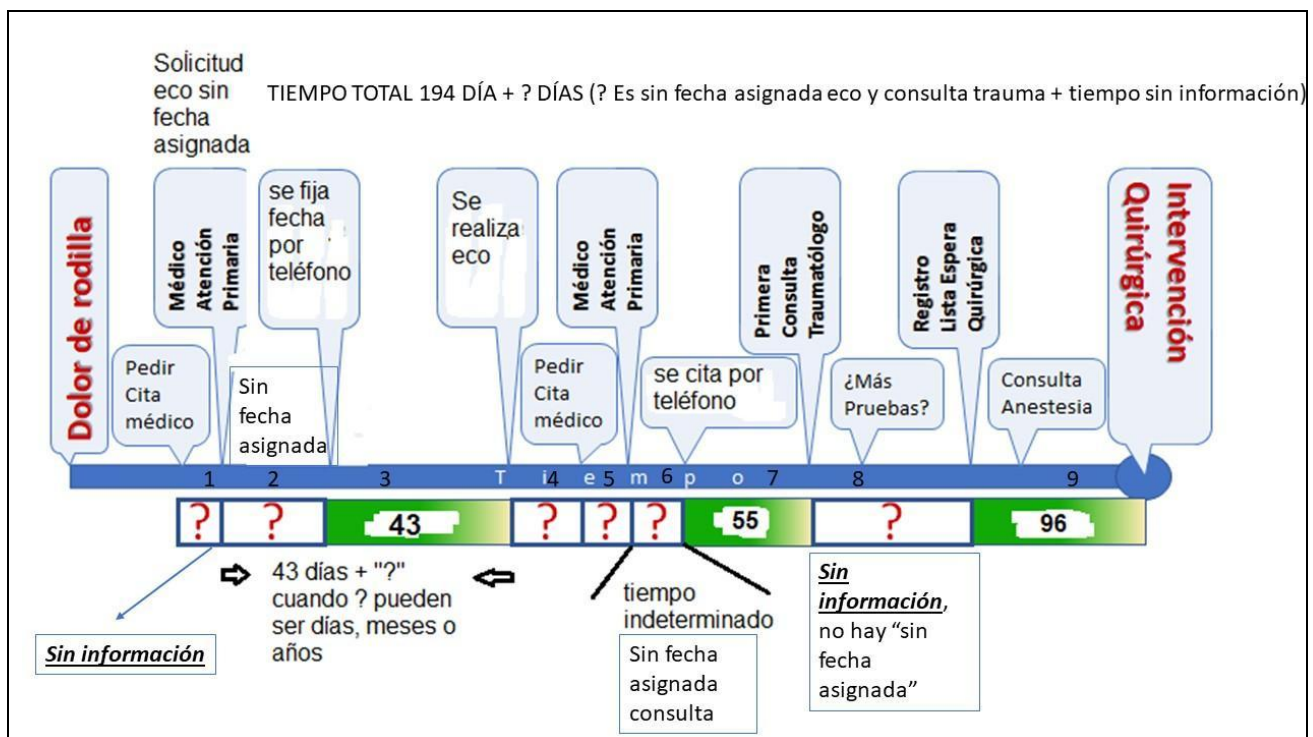 Solicitud
eco sin
fecha
asignada
TIEMPO TOTAL 194 DÍA + ? DÍAS (? Es sin fecha asignada eco y consulta trauma + tiempo sin información)
Dolor de rodilla
Médico
Atención
Primaria
se fija
fecha
por
teléfono
Se
realiza
eco
Médico
Atención
Primaria
Primera
Consulta
Traumatólogo
Registro
Lista Espera
Quirúrgica
Intervención
Quirúrgica
Pedir
Cita
médico
Sin
fecha
asignada
Pedir
Cita
médico
se cita por
teléfono
¿Más
Pruebas?
Consulta
Anestesia
1 2 3 T i 4 e 5 m 6 p o 7 8 9
? ? 43 ? ? ? 55 ? 96
43 días + "?"
cuando ? pueden
ser días, meses o
años
Sin información
tiempo
indeterminado
Sin fecha
asignada
consulta
Sin
información,
no hay “sin
fecha
asignada”